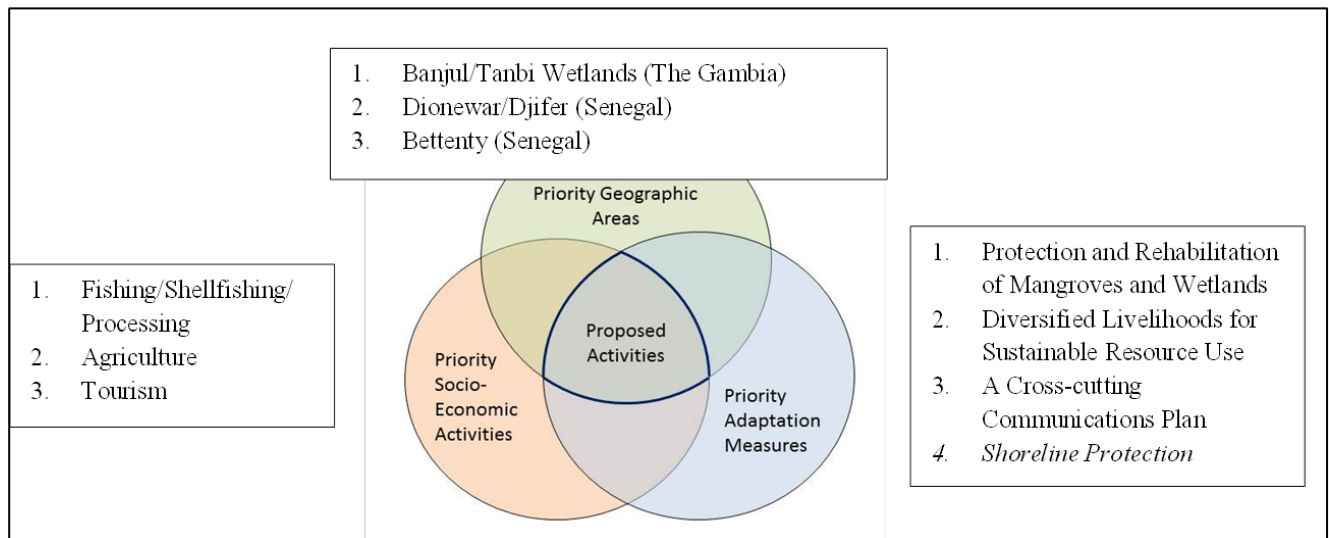 1. Banjul/Tanbi Wetlands (The Gambia)
2. Dionewar/Djifer (Senegal)
3. Bettenty (Senegal)
Priority Geographic
Areas
1. Fishing/Shellfishing/
Processing
2. Agriculture
3. Tourism
Proposed
Activities
Priority
Socio-
Economic
Activities
Priority
Adaptation
Measures
1. Protection and Rehabilitation
of Mangroves and Wetlands
2. Diversified Livelihoods for
Sustainable Resource Use
3. A Cross-cutting
Communications Plan
4. Shoreline Protection